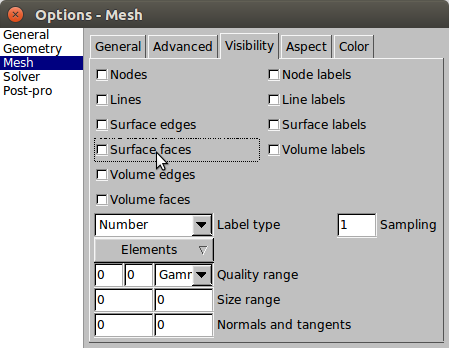 Options - Mesh
General
Geometry
Mesh
Solver
Post-pro
General Advanced Visibility Aspect Color
Nodes Node labels
Lines Line labels
Surface edges Surface labels
Surface faces Volume labels
Volume edges
Volume faces
Number Label type 1 Sampling
Elements
0 0 Gamr Quality range
0 0 Size range
0 0 Normals and tangents